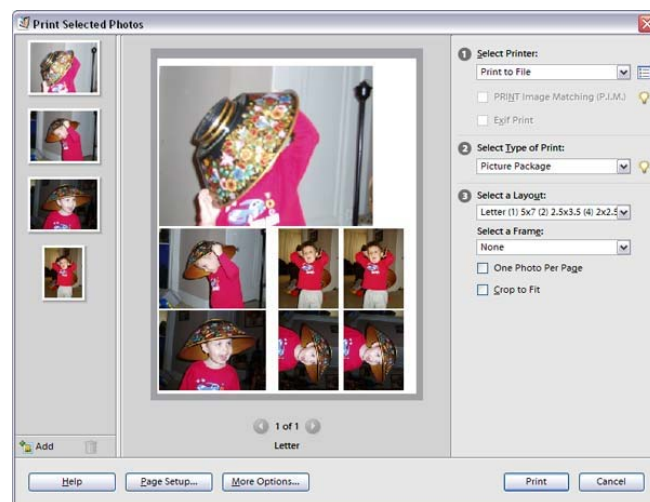 Print Selected Photos
1 Select Printer:
Print to File
PRINT Image Matching (P.I.M.)
Exif Print
2 Select Type of Print:
Picture Package
3 Select a Layout:
Letter (1) 5x7 (2) 2.5x3.5 (4) 2x2.5
Select a Frame:
None
One Photo Per Page
Crop to Fit
1 of 1
Add
Letter
Help
Page Setup...
More Options...
Print
Cancel